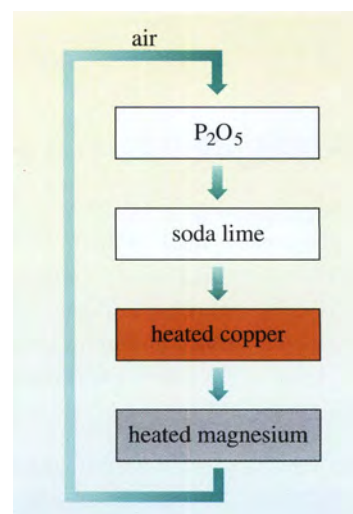 air
P₂O₅
soda lime
heated copper
heated magnesium